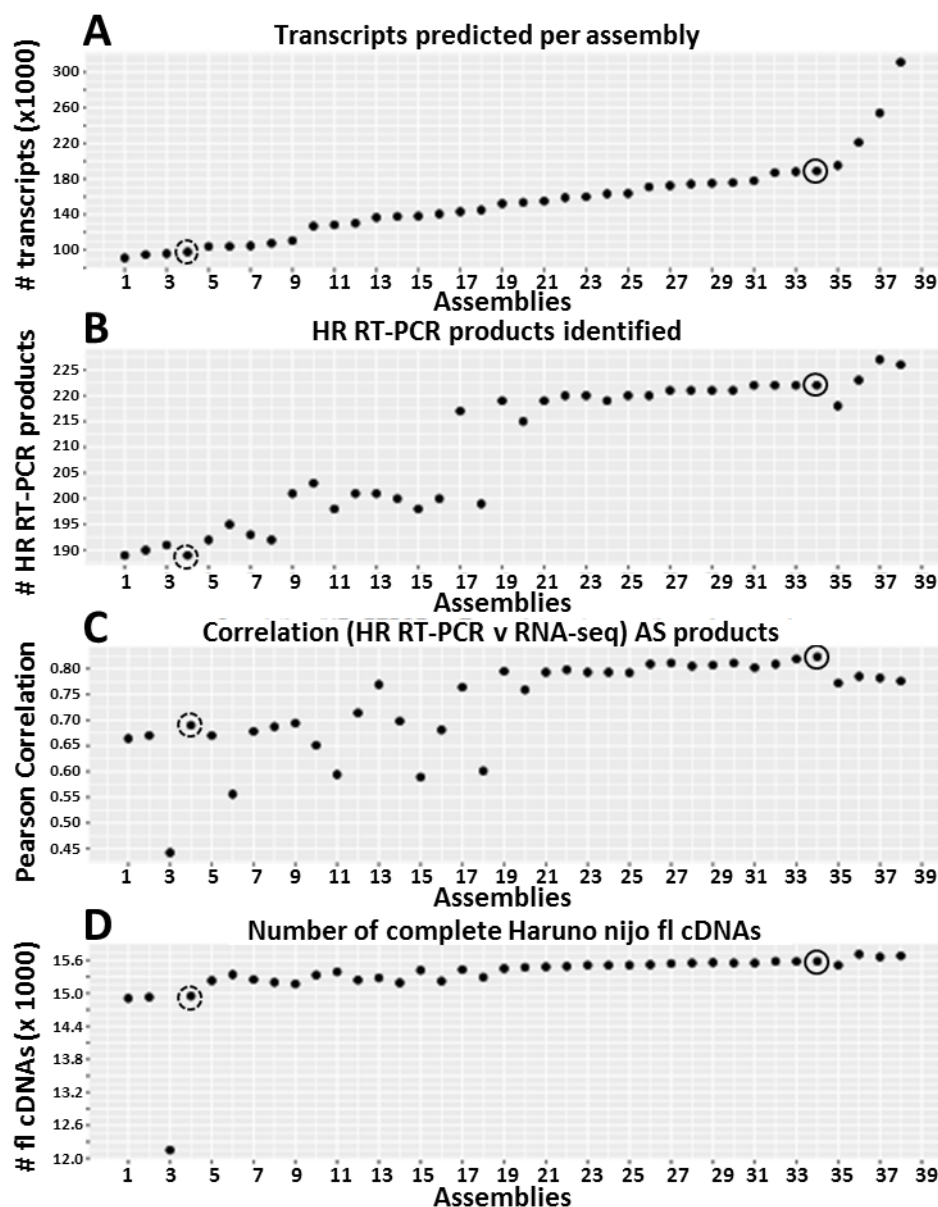 A
Transcripts predicted per assembly
# transcripts (x1000)
300
260
220
180
140
100
1 3 5 7 9 11 13 15 17 19 21 23 25 27 29 31 33 35 37 39
Assemblies
B
HR RT-PCR products identified
# HR RT-PCR products
225
220
215
210
205
200
195
190
1 3 5 7 9 11 13 15 17 19 21 23 25 27 29 31 33 35 37 39
Assemblies
C
Correlation (HR RT-PCR v RNA-seq) AS products
Pearson Correlation
0.80
0.75
0.70
0.65
0.60
0.55
0.50
0.45
1 3 5 7 9 11 13 15 17 19 21 23 25 27 29 31 33 35 37 39
Assemblies
D
Number of complete Haruno nijo fl cDNAs
# fl cDNAs (x 1000)
15.6
15.0
14.4
13.8
13.2
12.6
12.0
1 3 5 7 9 11 13 15 17 19 21 23 25 27 29 31 33 35 37 39
Assemblies